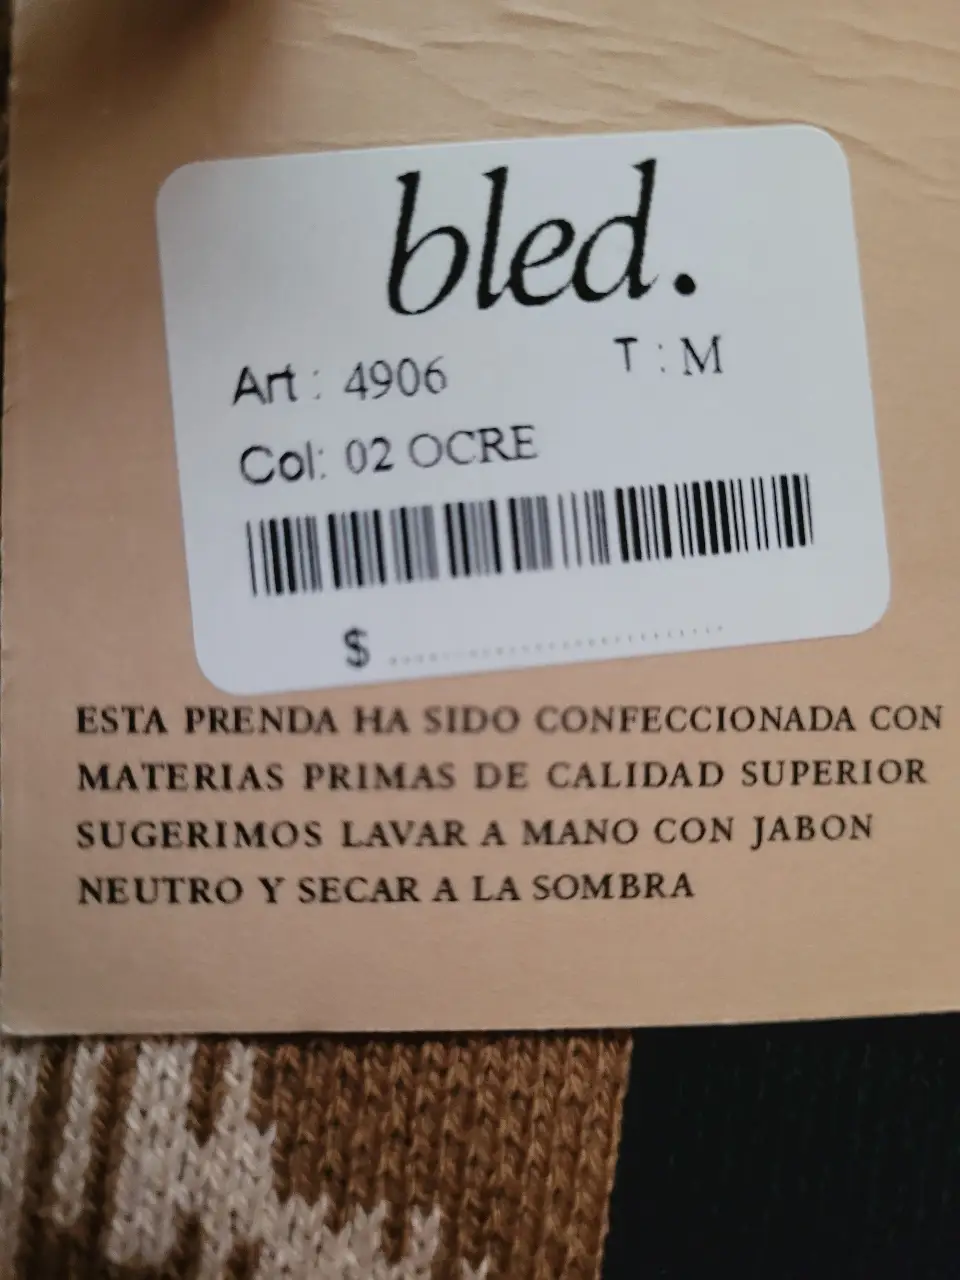 bled.
Art : 4906 T : M
Col: 02 OCRE
$ ........................
ESTA PRENDA HA SIDO CONFECCIONADA CON
MATERIAS PRIMAS DE CALIDAD SUPERIOR
SUGERIMOS LAVAR A MANO CON JABON
NEUTRO Y SECAR A LA SOMBRA